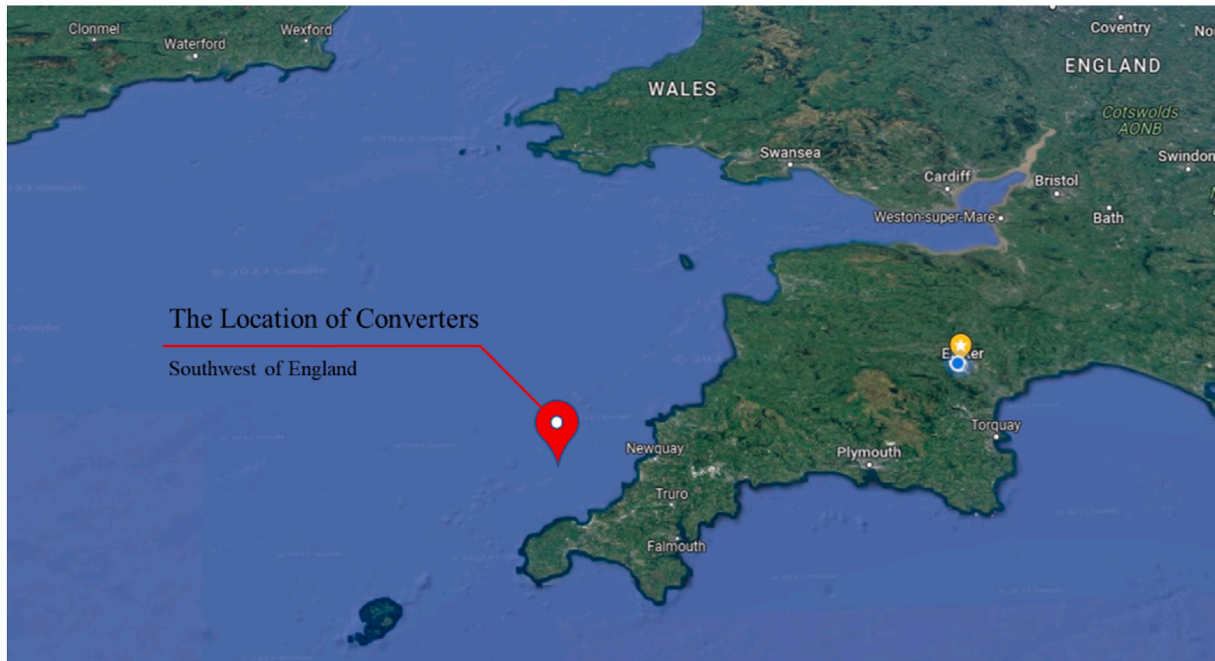 Clonmel
Waterford
Wexford
Coventry
No
ENGLAND
WALES
Cotswolds
AONB
Swansea
Swindon
Cardiff
Bristol
Weston-super-Mare
Bath
The Location of Converters
Southwest of England
Newquay
Torquay
Plymouth
Truro
Falmouth